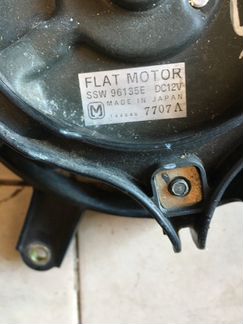 FLAT MOTOR
SSW 96135E DC12V
M MADE IN JAPAN
7707A